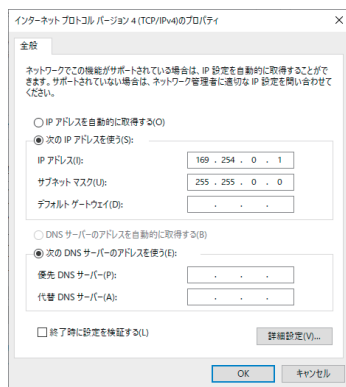 インターネット プロトコル バージョン 4 (TCP/IPv4)のプロパティ
全般
ネットワークでこの機能がサポートされている場合は、IP 設定を自動的に取得することがで
きます。サポートされていない場合は、ネットワーク管理者に適切な IP 設定を問い合わせて
ください。
IP アドレスを自動的に取得する(O)
次の IP アドレスを使う(S):
IP アドレス(I): 169 . 254 . 0 . 1
サブネット マスク(U): 255 . 255 . 0 . 0
デフォルト ゲートウェイ(D): . . .
DNS サーバーのアドレスを自動的に取得する(B)
次の DNS サーバーのアドレスを使う(E):
優先 DNS サーバー(P): . . .
代替 DNS サーバー(A): . . .
終了時に設定を検証する(L)
詳細設定(V)...
OK キャンセル